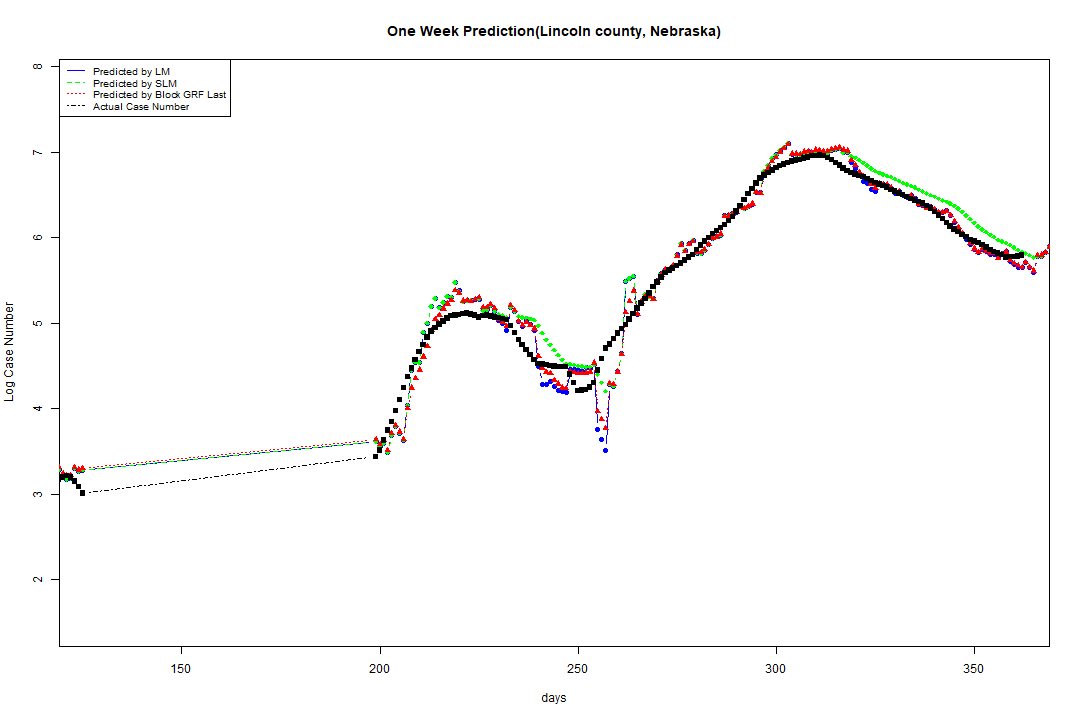 One Week Prediction(Lincoln county, Nebraska)
Predicted by LM
Predicted by SLM
Predicted by Block GRF Last
Actual Case Number
Log Case Number
8
7
6
5
4
3
2
150 200 250 300 350
days